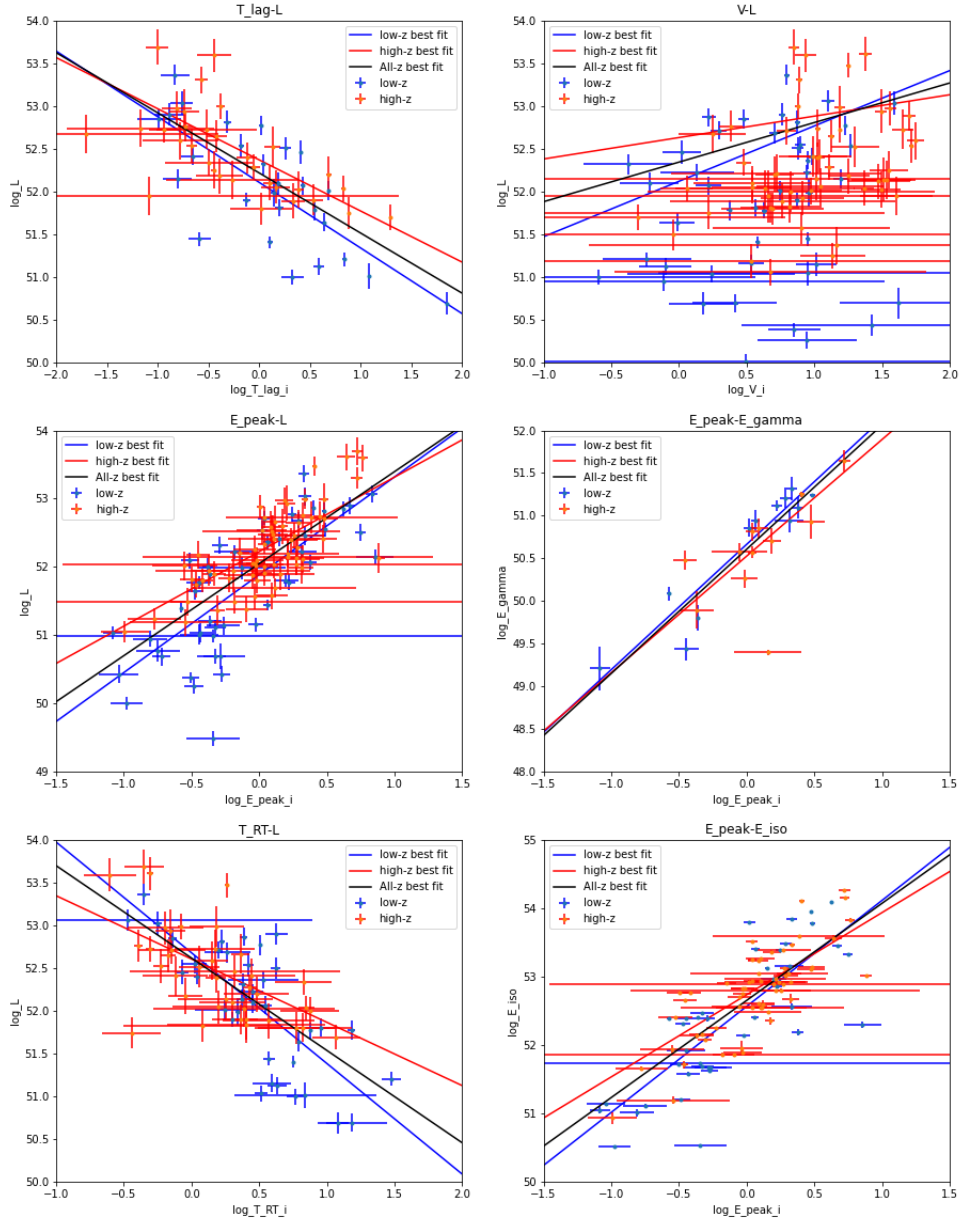 T_lag-L
54.0
53.5
53.0
52.5
52.0
51.5
51.0
50.5
50.0
log_L
low-z best fit
high-z best fit
All-z best fit
low-z
high-z
−2.0 −1.5 −1.0 −0.5 0.0 0.5 1.0 1.5 2.0
log_T_lag_i
V-L
54.0
53.5
53.0
52.5
52.0
51.5
51.0
50.5
50.0
log_L
low-z best fit
high-z best fit
All-z best fit
low-z
high-z
−1.0 −0.5 0.0 0.5 1.0 1.5 2.0
log_V_i
E_peak-L
54
53
52
51
50
49
log_L
low-z best fit
high-z best fit
All-z best fit
low-z
high-z
−1.5 −1.0 −0.5 0.0 0.5 1.0 1.5
log_E_peak_i
E_peak-E_gamma
52.0
51.5
51.0
50.5
50.0
49.5
49.0
48.5
48.0
log_E_gamma
low-z best fit
high-z best fit
All-z best fit
low-z
high-z
−1.5 −1.0 −0.5 0.0 0.5 1.0 1.5
log_E_peak_i
T_RT-L
54.0
53.5
53.0
52.5
52.0
51.5
51.0
50.5
50.0
log_L
low-z best fit
high-z best fit
All-z best fit
low-z
high-z
−1.0 −0.5 0.0 0.5 1.0 1.5 2.0
log_T_RT_i
E_peak-E_iso
55
54
53
52
51
50
log_E_iso
low-z best fit
high-z best fit
All-z best fit
low-z
high-z
−1.5 −1.0 −0.5 0.0 0.5 1.0 1.5
log_E_peak_i